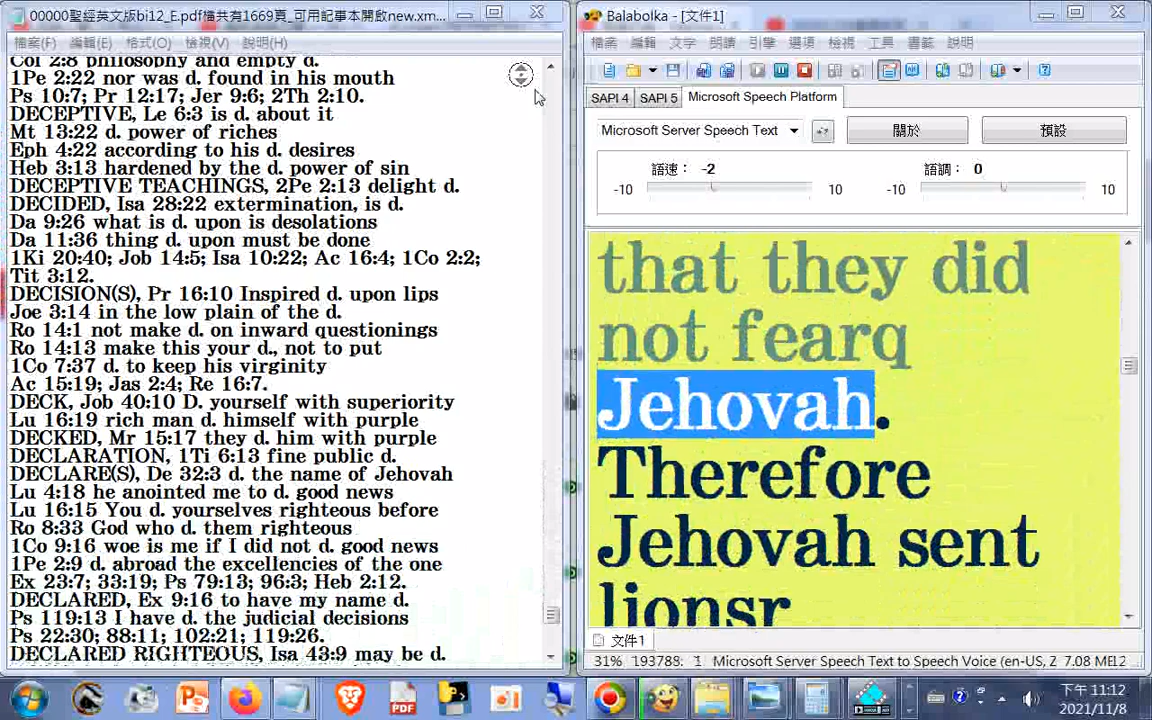 00000聖經英文版bi12_E.pdf檔共有1669頁_可用記事本開啟new.xm...
檔案(F) 編輯(E) 格式(O) 檢視(V) 說明(H)
Col 2:8 philosophy and empty d.
1Pe 2:22 nor was d. found in his mouth
Ps 10:7; Pr 12:17; Jer 9:6; 2Th 2:10.
DECEPTIVE, Le 6:3 is d. about it
Mt 13:22 d. power of riches
Eph 4:22 according to his d. desires
Heb 3:13 hardened by the d. power of sin
DECEPTIVE TEACHINGS, 2Pe 2:13 delight d.
DECIDED, Isa 28:22 extermination, is d.
Da 9:26 what is d. upon is desolations
Da 11:36 thing d. upon must be done
1Ki 20:40; Job 14:5; Isa 10:22; Ac 16:4; 1Co 2:2;
Tit 3:12.
DECISION(S), Pr 16:10 Inspired d. upon lips
Joe 3:14 in the low plain of the d.
Ro 14:1 not make d. on inward questionings
Ro 14:13 make this your d., not to put
1Co 7:37 d. to keep his virginity
Ac 15:19; Jas 2:4; Re 16:7.
DECK, Job 40:10 D. yourself with superiority
Lu 16:19 rich man d. himself with purple
DECKED, Mr 15:17 they d. him with purple
DECLARATION, 1Ti 6:13 fine public d.
DECLARE(S), De 32:3 d. the name of Jehovah
Lu 4:18 he anointed me to d. good news
Lu 16:15 You d. yourselves righteous before
Ro 8:33 God who d. them righteous
1Co 9:16 woe is me if I did not d. good news
1Pe 2:9 d. abroad the excellencies of the one
Ex 23:7; 33:19; Ps 79:13; 96:3; Heb 2:12.
DECLARED, Ex 9:16 to have my name d.
Ps 119:13 I have d. the judicial decisions
Ps 22:30; 88:11; 102:21; 119:26.
DECLARED RIGHTEOUS, Isa 43:9 may be d.
Balabolka - [文件1]
檔案 編輯 文字 朗讀 引擎 選項 檢視 工具 書籤 說明
SAPI 4 SAPI 5 Microsoft Speech Platform
Microsoft Server Speech Text 關於 預設
語速： -2 語調： 0
-10 10 -10 10
that they did
not fearq
Jehovah.
Therefore
Jehovah sent
lionsr
文件1
31% 193788: 1 Microsoft Server Speech Text to Speech Voice (en-US, Z 7.08 ME12
下午 11:12
2021/11/8